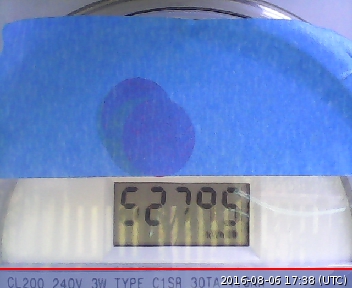 52795
kWh
CL200 240V 3W TYPE C1SR 30TA
2016-08-06 17:38 (UTC)